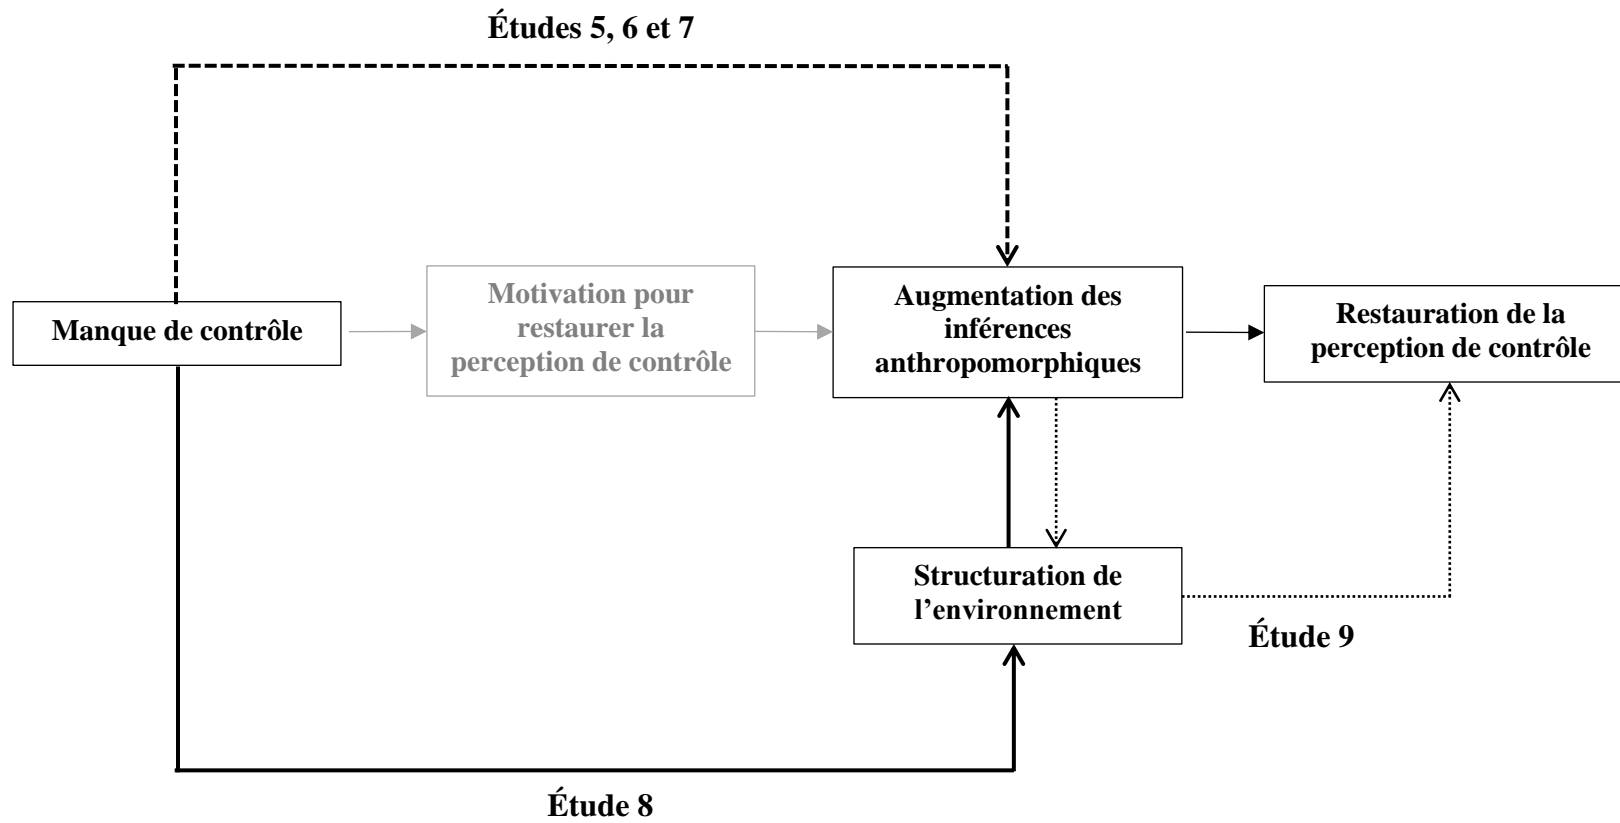 Études 5, 6 et 7
Manque de contrôle
Motivation pour
restaurer la
perception de contrôle
Augmentation des
inférences
anthropomorphiques
Restauration de la
perception de contrôle
Structuration de
l’environnement
Étude 9
Étude 8